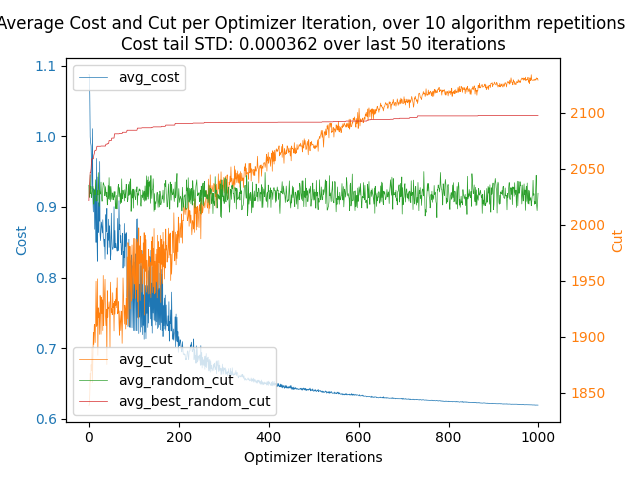 Average Cost and Cut per Optimizer Iteration, over 10 algorithm repetitions
Cost tail STD: 0.000362 over last 50 iterations
1.1
1.0
0.9
0.8
0.7
0.6
Cost
avg_cost
avg_cut
avg_random_cut
avg_best_random_cut
2100
2050
2000
1950
1900
1850
Cut
0
200
400
600
800
1000
Optimizer Iterations